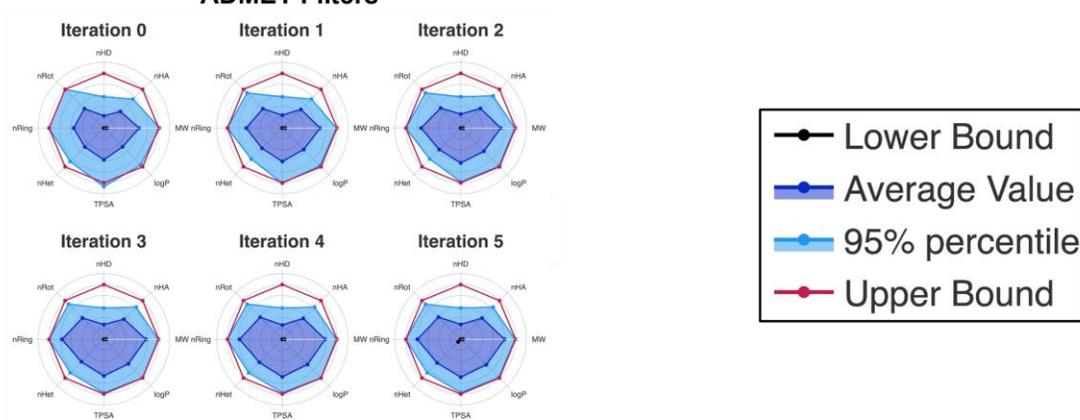 ADMET Filters
Iteration 0
Iteration 1
Iteration 2
nHD
nHD
nHD
nRot
nHA
nRot
nHA
nRot
nHA
nRing
MW
nRing
MW
nRing
MW
nHet
logP
nHet
logP
nHet
logP
TPSA
TPSA
TPSA
Iteration 3
Iteration 4
Iteration 5
nHD
nHD
nHD
nRot
nHA
nRot
nHA
nRot
nHA
nRing
MW
nRing
MW
nRing
MW
nHet
logP
nHet
logP
nHet
logP
TPSA
TPSA
TPSA
Lower Bound
Average Value
95% percentile
Upper Bound